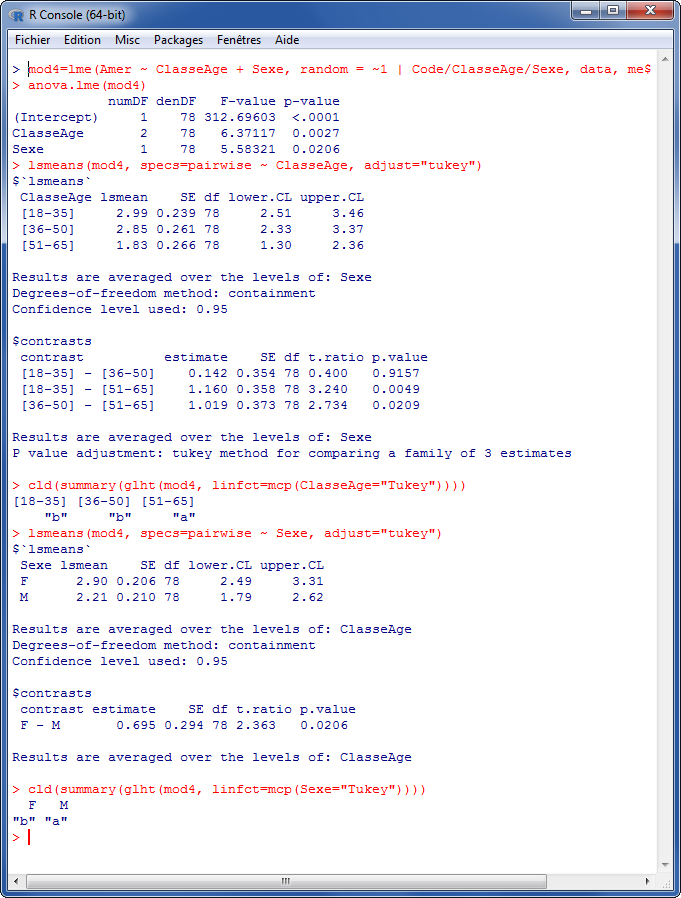 R Console (64-bit)
Fichier Edition Misc Packages Fenêtres Aide
> mod4=lme(Amer ~ ClasseAge + Sexe, random = ~1 | Code/ClasseAge/Sexe, data, me$
> anova.lme(mod4)
            numDF denDF   F-value p-value
(Intercept)     1    78 312.69603  <.0001
ClasseAge       2    78   6.37117  0.0027
Sexe            1    78   5.58321  0.0206
> lsmeans(mod4, specs=pairwise ~ ClasseAge, adjust="tukey")
$`lsmeans`
 ClasseAge lsmean    SE df lower.CL upper.CL
 [18-35]     2.99 0.239 78     2.51     3.46
 [36-50]     2.85 0.261 78     2.33     3.37
 [51-65]     1.83 0.266 78     1.30     2.36
Results are averaged over the levels of: Sexe
Degrees-of-freedom method: containment
Confidence level used: 0.95
$contrasts
 contrast          estimate    SE df t.ratio p.value
 [18-35] - [36-50]    0.142 0.354 78 0.400   0.9157
 [18-35] - [51-65]    1.160 0.358 78 3.240   0.0049
 [36-50] - [51-65]    1.019 0.373 78 2.734   0.0209
Results are averaged over the levels of: Sexe
P value adjustment: tukey method for comparing a family of 3 estimates
> cld(summary(glht(mod4, linfct=mcp(ClasseAge="Tukey"))))
[18-35] [36-50] [51-65]
    "b"     "b"     "a"
> lsmeans(mod4, specs=pairwise ~ Sexe, adjust="tukey")
$`lsmeans`
 Sexe lsmean    SE df lower.CL upper.CL
 F      2.90 0.206 78     2.49     3.31
 M      2.21 0.210 78     1.79     2.62
Results are averaged over the levels of: ClasseAge
Degrees-of-freedom method: containment
Confidence level used: 0.95
$contrasts
 contrast estimate    SE df t.ratio p.value
 F - M       0.695 0.294 78 2.363   0.0206
Results are averaged over the levels of: ClasseAge
> cld(summary(glht(mod4, linfct=mcp(Sexe="Tukey"))))
  F   M
"b" "a"
>